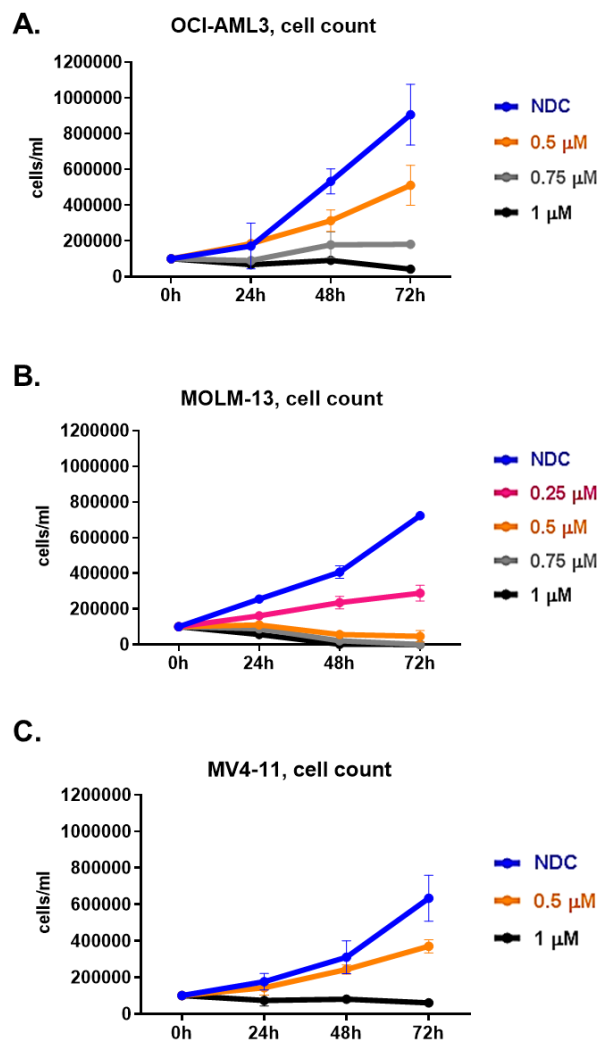 A.
OCI-AML3, cell count
1200000
1000000
800000
600000
400000
200000
0
cells/ml
0h 24h 48h 72h
NDC
0.5 μM
0.75 μM
1 μM
B.
MOLM-13, cell count
1200000
1000000
800000
600000
400000
200000
0
cells/ml
0h 24h 48h 72h
NDC
0.25 μM
0.5 μM
0.75 μM
1 μM
C.
MV4-11, cell count
1200000
1000000
800000
600000
400000
200000
0
cells/ml
0h 24h 48h 72h
NDC
0.5 μM
1 μM